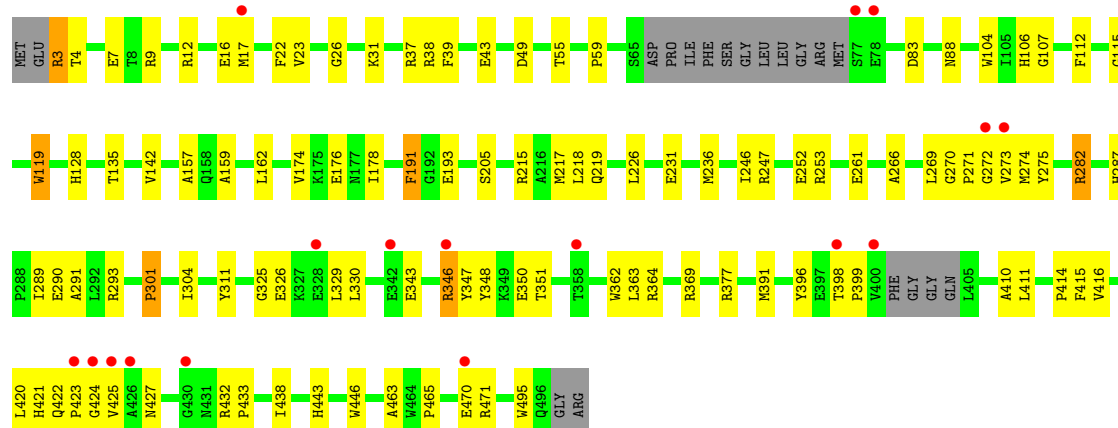 MET GLU R3 T4 E7 T8 R9 R12 E16 M17 F22 V23 G26 K31 R37 R38 F39 E43 D49 T55 P59 S65 ASP PRO ILE PHE SER GLY LEU LEU GLY ARG MET S77 E78 D83 N88 W104 I105 H106 G107 F112
W119 H128 T135 V142 A157 Q158 A159 L162 V174 K175 E176 N177 I178 F191 G192 E193 S205 R215 A216 M217 L218 Q219 L226 E231 M236 I246 R247 E252 R253 E261 A266 L269 G270 P271 G272 V273 M274 Y275 R282 H287
P288 I289 E290 A291 L292 R293 P301 I304 Y311 G325 E326 K327 E328 L329 L330 E342 E343 R346 Y347 Y348 K349 E350 T351 T358 W362 L363 R364 R369 R377 M391 Y396 E397 T398 P399 V400 PHE GLY GLY GLN L405 A410 L411 P414 F415 V416
L420 H421 Q422 P423 G424 V425 A426 N427 G430 N431 R432 P433 I438 H443 W446 A463 W464 P465 E470 R471 W495 Q496 GLY ARG